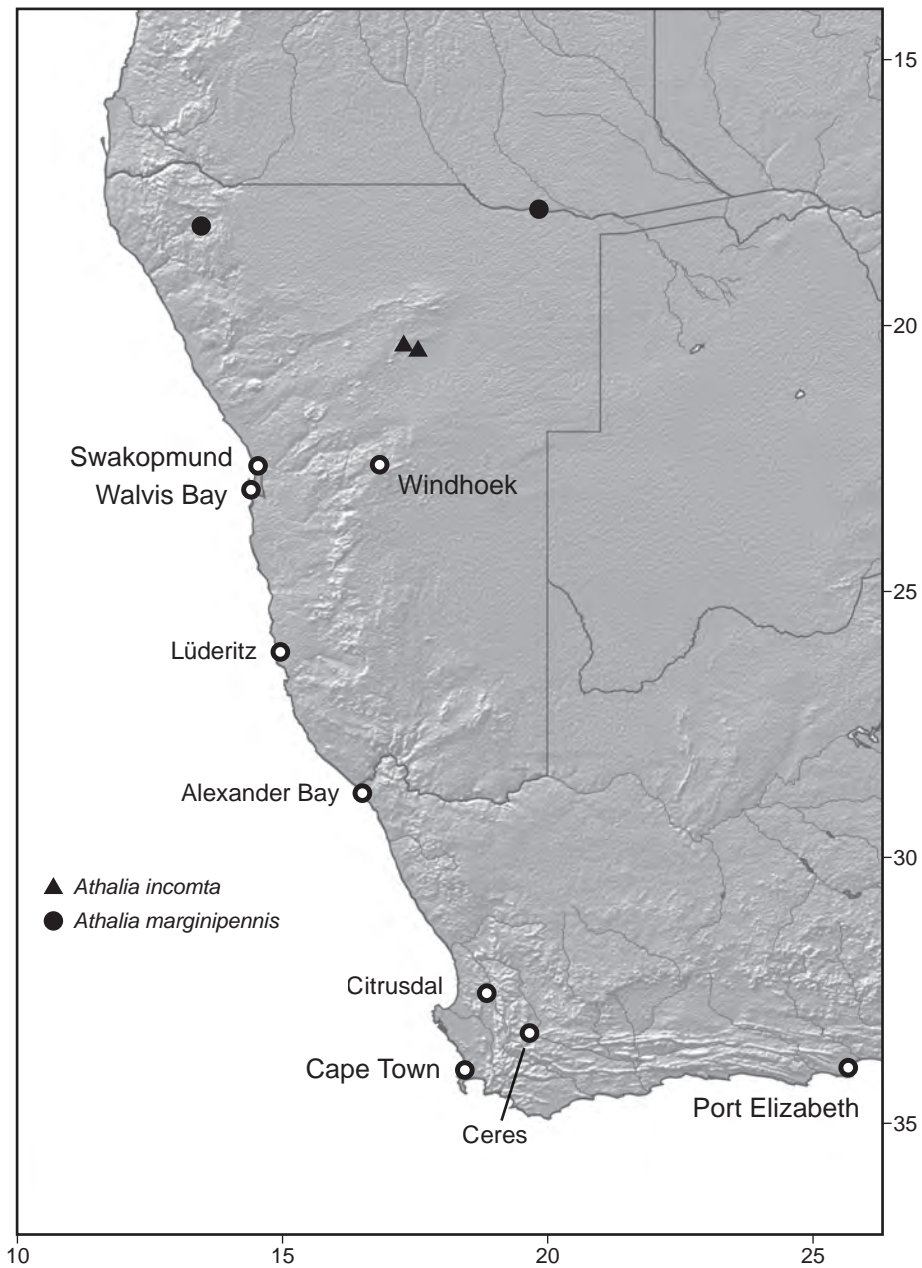 15
20
Swakopmund
Walvis Bay
Windhoek
25
Lüderitz
Alexander Bay
30
Athalia incomta
Athalia marginipennis
Citrusdal
Cape Town
Port Elizabeth
Ceres
35
10 15 20 25